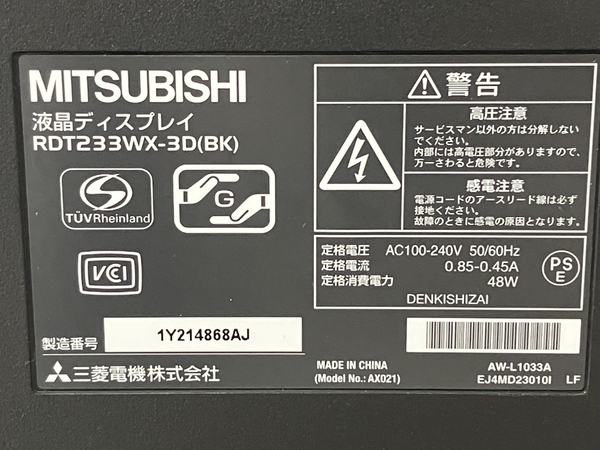 MITSUBISHI
液晶ディスプレイ
RDT233WX-3D(BK)
TÜVRheinland
G
VCCI
製造番号
1Y214868AJ
三菱電機株式会社
警告
高圧注意
サービスマン以外の方は分解しない
でください。
内部には高電圧部分がありますので、
万一さわると危険です。
感電注意
電源コードのアースリード線は必ず
接地ください。
故障のときに感電の原因となります。
定格電圧 AC100-240V 50/60Hz
定格電流 0.85-0.45A
定格消費電力 48W
DENKISHIZAI
PS
E
MADE IN CHINA
(Model No.: AX021)
AW-L1033A
EJ4MD23010I LF